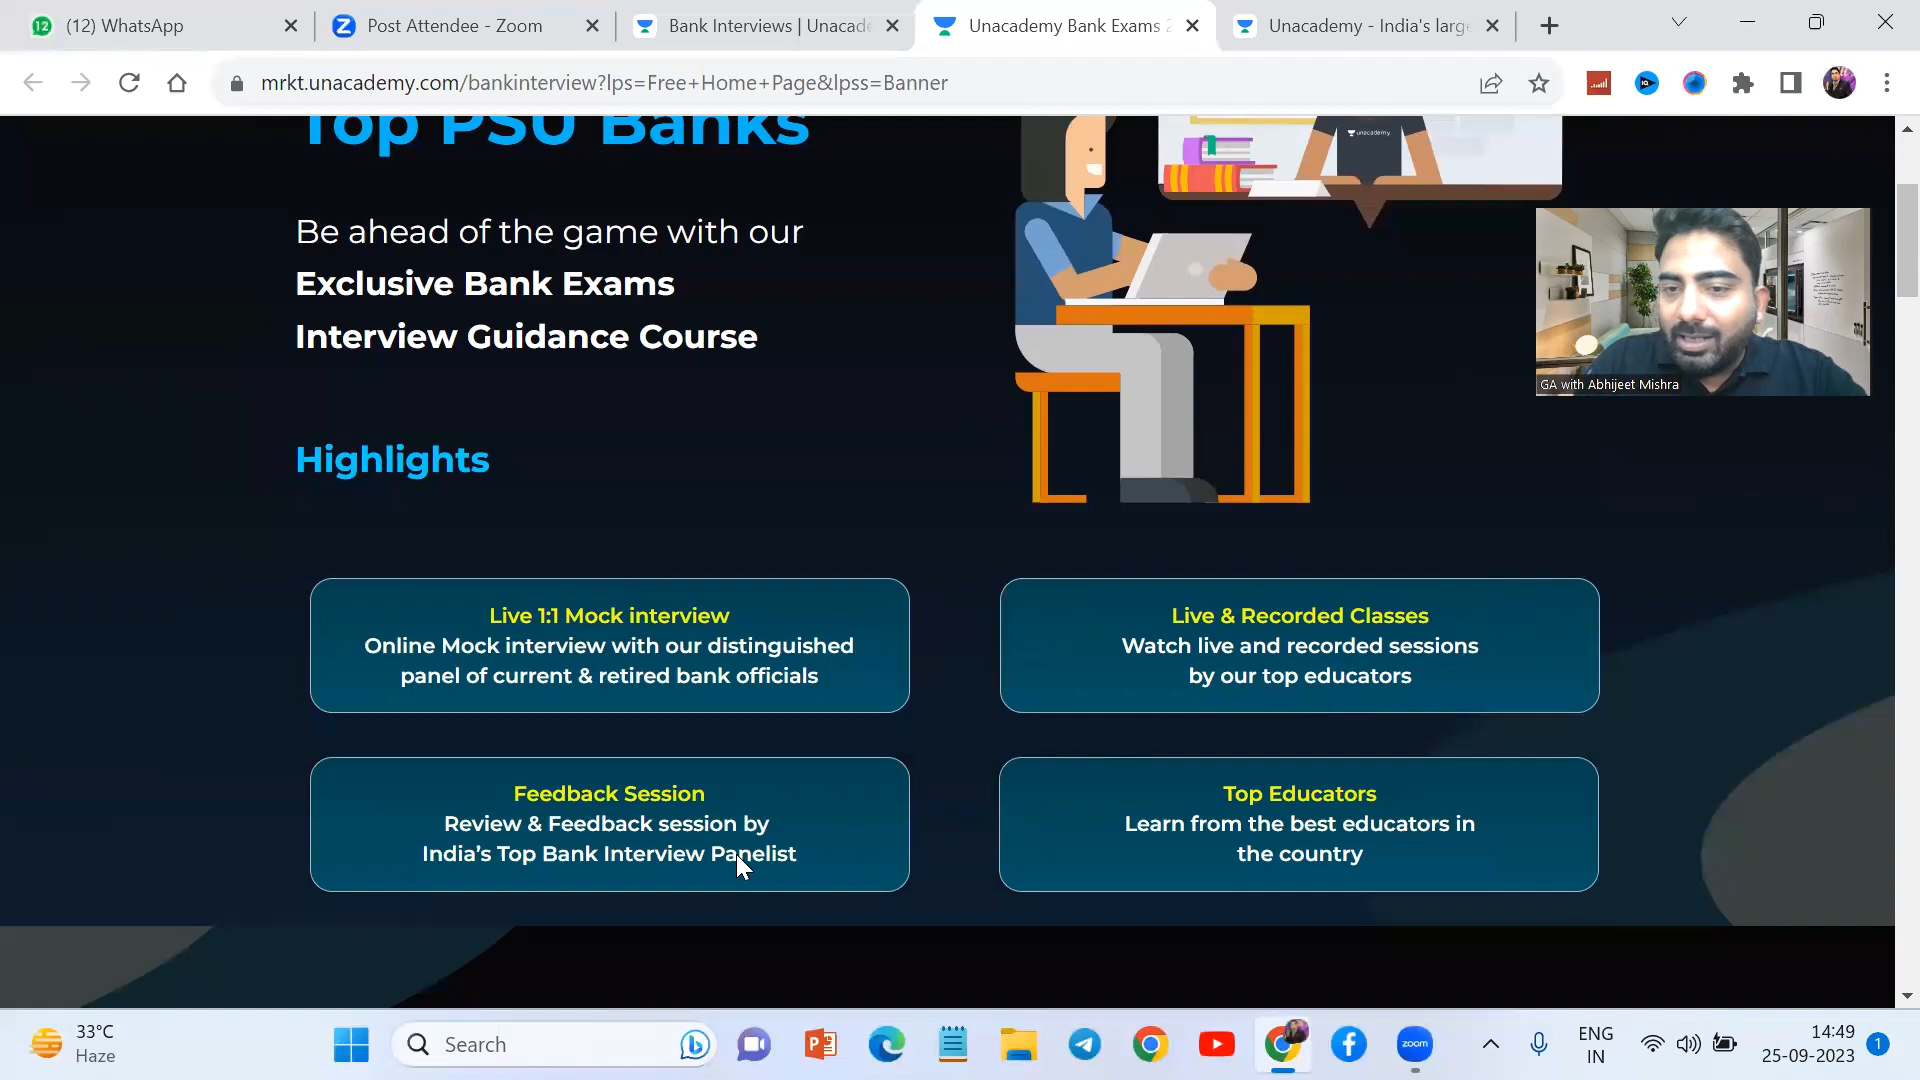 12
(12) WhatsApp
Post Attendee - Zoom
Bank Interviews | Unacade
Unacademy Bank Exams 2
Unacademy - India's large
mrkt.unacademy.com/bankinterview?lps=Free+Home+Page&lpss=Banner
Top PSU Banks
unacademy
Be ahead of the game with our
Exclusive Bank Exams
Interview Guidance Course
GA with Abhijeet Mishra
Highlights
Live 1:1 Mock interview
Online Mock interview with our distinguished
panel of current & retired bank officials
Live & Recorded Classes
Watch live and recorded sessions
by our top educators
Feedback Session
Review & Feedback session by
India's Top Bank Interview Panelist
Top Educators
Learn from the best educators in
the country
33°C
Haze
Search
zoom
ENG
IN
14:49
25-09-2023
1